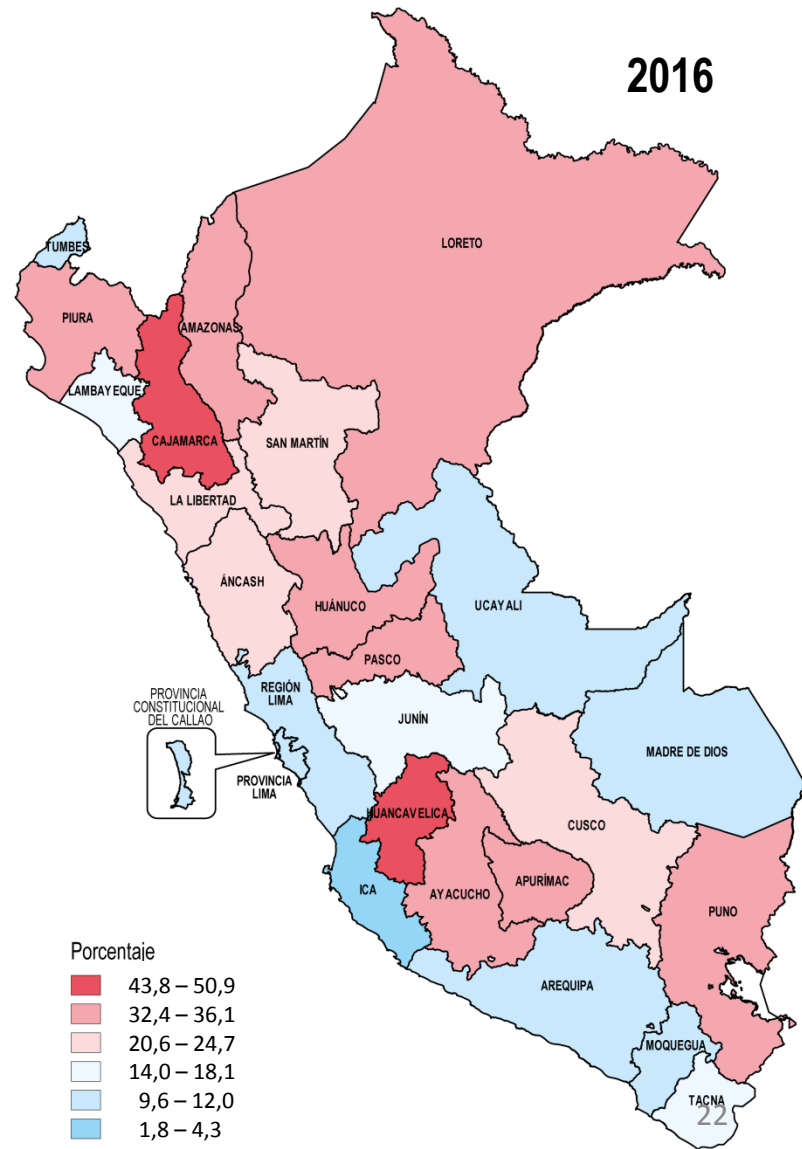 2016
LORETO
TUMBES
PIURA
AMAZONAS
LAMBAYEQUE
CAJAMARCA
SAN MARTÍN
LA LIBERTAD
ÁNCASH
HUÁNUCO
UCAYALI
PASCO
REGIÓN
LIMA
PROVINCIA
CONSTITUCIONAL
DEL CALLAO
JUNÍN
MADRE DE DIOS
PROVINCIA
LIMA
HUANCAVELICA
CUSCO
ICA
AYACUCHO
APURÍMAC
PUNO
AREQUIPA
MOQUEGUA
TACNA
22
Porcentaje
43,8 – 50,9
32,4 – 36,1
20,6 – 24,7
14,0 – 18,1
9,6 – 12,0
1,8 – 4,3